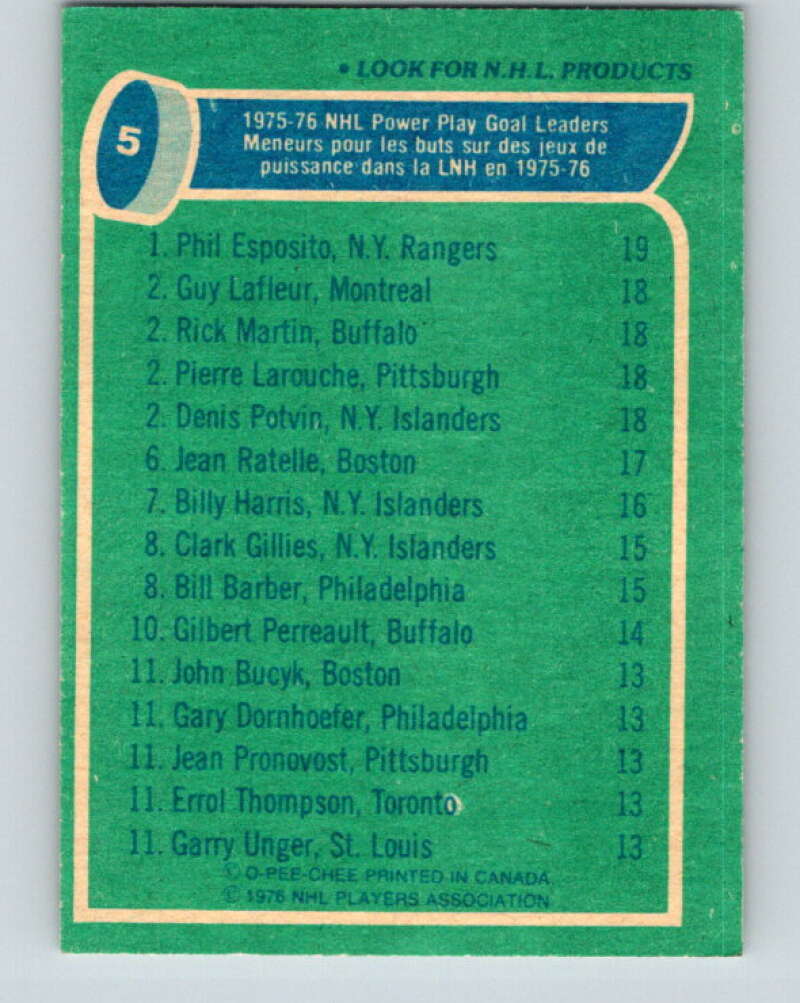 • LOOK FOR N.H.L. PRODUCTS
5
1975-76 NHL Power Play Goal Leaders
Meneurs pour les buts sur des jeux de
puissance dans la LNH en 1975-76
1. Phil Esposito, N.Y. Rangers 19
2. Guy Lafleur, Montreal 18
2. Rick Martin, Buffalo 18
2. Pierre Larouche, Pittsburgh 18
2. Denis Potvin, N.Y. Islanders 18
6. Jean Ratelle, Boston 17
7. Billy Harris, N.Y. Islanders 16
8. Clark Gillies, N.Y. Islanders 15
8. Bill Barber, Philadelphia 15
10. Gilbert Perreault, Buffalo 14
11. John Bucyk, Boston 13
11. Gary Dornhoefer, Philadelphia 13
11. Jean Pronovost, Pittsburgh 13
11. Errol Thompson, Toronto 13
11. Garry Unger, St. Louis 13
© O-PEE-CHEE PRINTED IN CANADA
© 1976 NHL PLAYERS ASSOCIATION